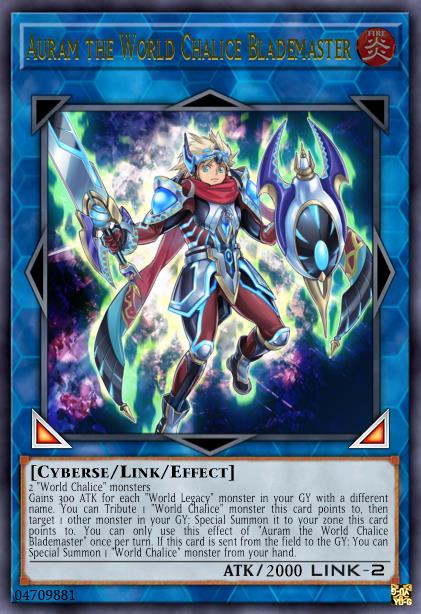 Auram the World Chalice Blademaster
FIRE
炎
[Cyberse/Link/Effect]
2 "World Chalice" monsters
Gains 300 ATK for each "World Legacy" monster in your GY with a different
name. You can Tribute 1 "World Chalice" monster this card points to, then
target 1 other monster in your GY; Special Summon it to your zone this card
points to. You can only use this effect of "Auram the World Chalice
Blademaster" once per turn. If this card is sent from the field to the GY: You can
Special Summon 1 "World Chalice" monster from your hand.
ATK/2000 LINK-2
04709881